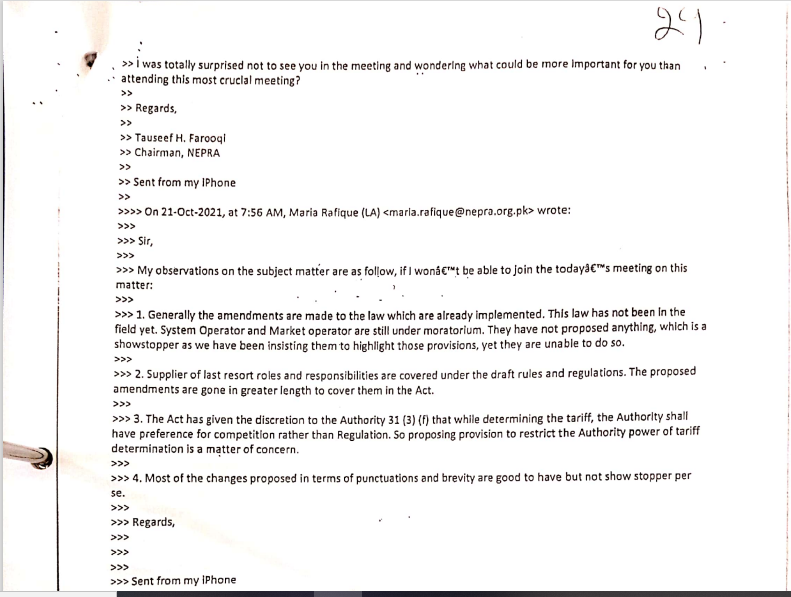 24
>> I was totally surprised not to see you in the meeting and wondering what could be more important for you than
attending this most crucial meeting?
>>
>> Regards,
>>
>> Tauseef H. Farooqi
>> Chairman, NEPRA
>>
>> Sent from my iPhone
>>
>>>> On 21-Oct-2021, at 7:56 AM, Maria Rafique (LA) <maria.rafique@nepra.org.pk> wrote:
>>>
>>> Sir,
>>>
>>> My observations on the subject matter are as follow, if I wonâ€™t be able to join the todayâ€™s meeting on this
matter:
>>>
>>> 1. Generally the amendments are made to the law which are already implemented. This law has not been in the
field yet. System Operator and Market operator are still under moratorium. They have not proposed anything, which is a
showstopper as we have been insisting them to highlight those provisions, yet they are unable to do so.
>>>
>>> 2. Supplier of last resort roles and responsibilities are covered under the draft rules and regulations. The proposed
amendments are gone in greater length to cover them in the Act.
>>>
>>> 3. The Act has given the discretion to the Authority 31 (3) (f) that while determining the tariff, the Authority shall
have preference for competition rather than Regulation. So proposing provision to restrict the Authority power of tariff
determination is a matter of concern.
>>>
>>> 4. Most of the changes proposed in terms of punctuations and brevity are good to have but not show stopper per
se.
>>>
>>> Regards,
>>>
>>>
>>>
>>> Sent from my iPhone